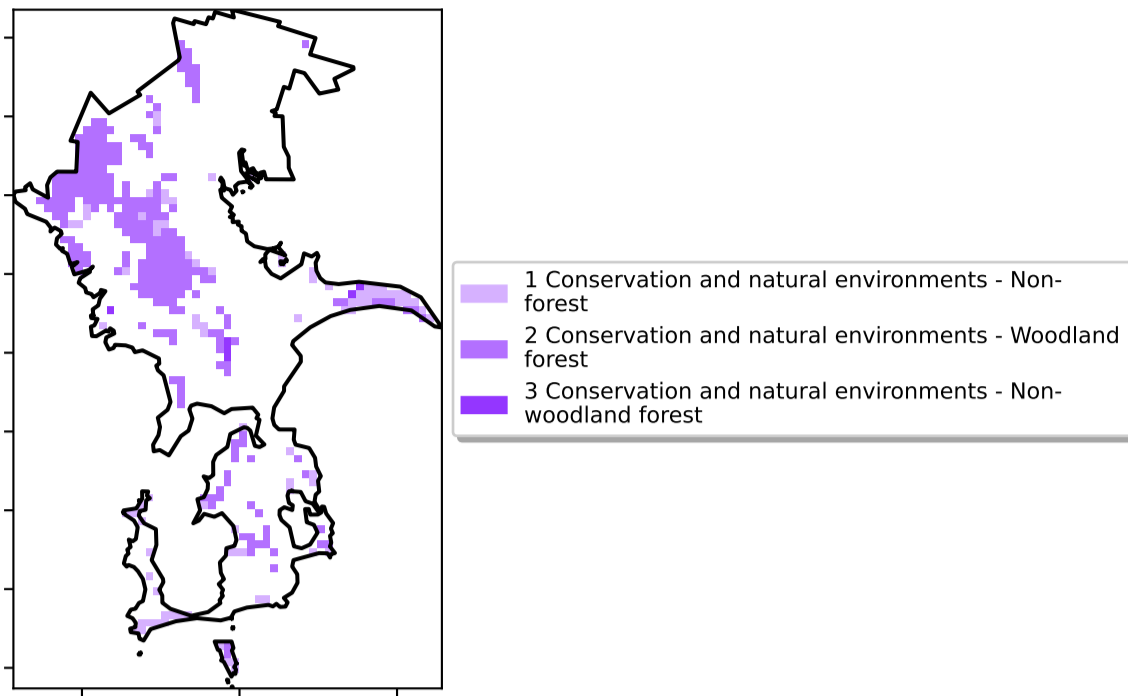 1 Conservation and natural environments - Non-
forest
2 Conservation and natural environments - Woodland
forest
3 Conservation and natural environments - Non-
woodland forest